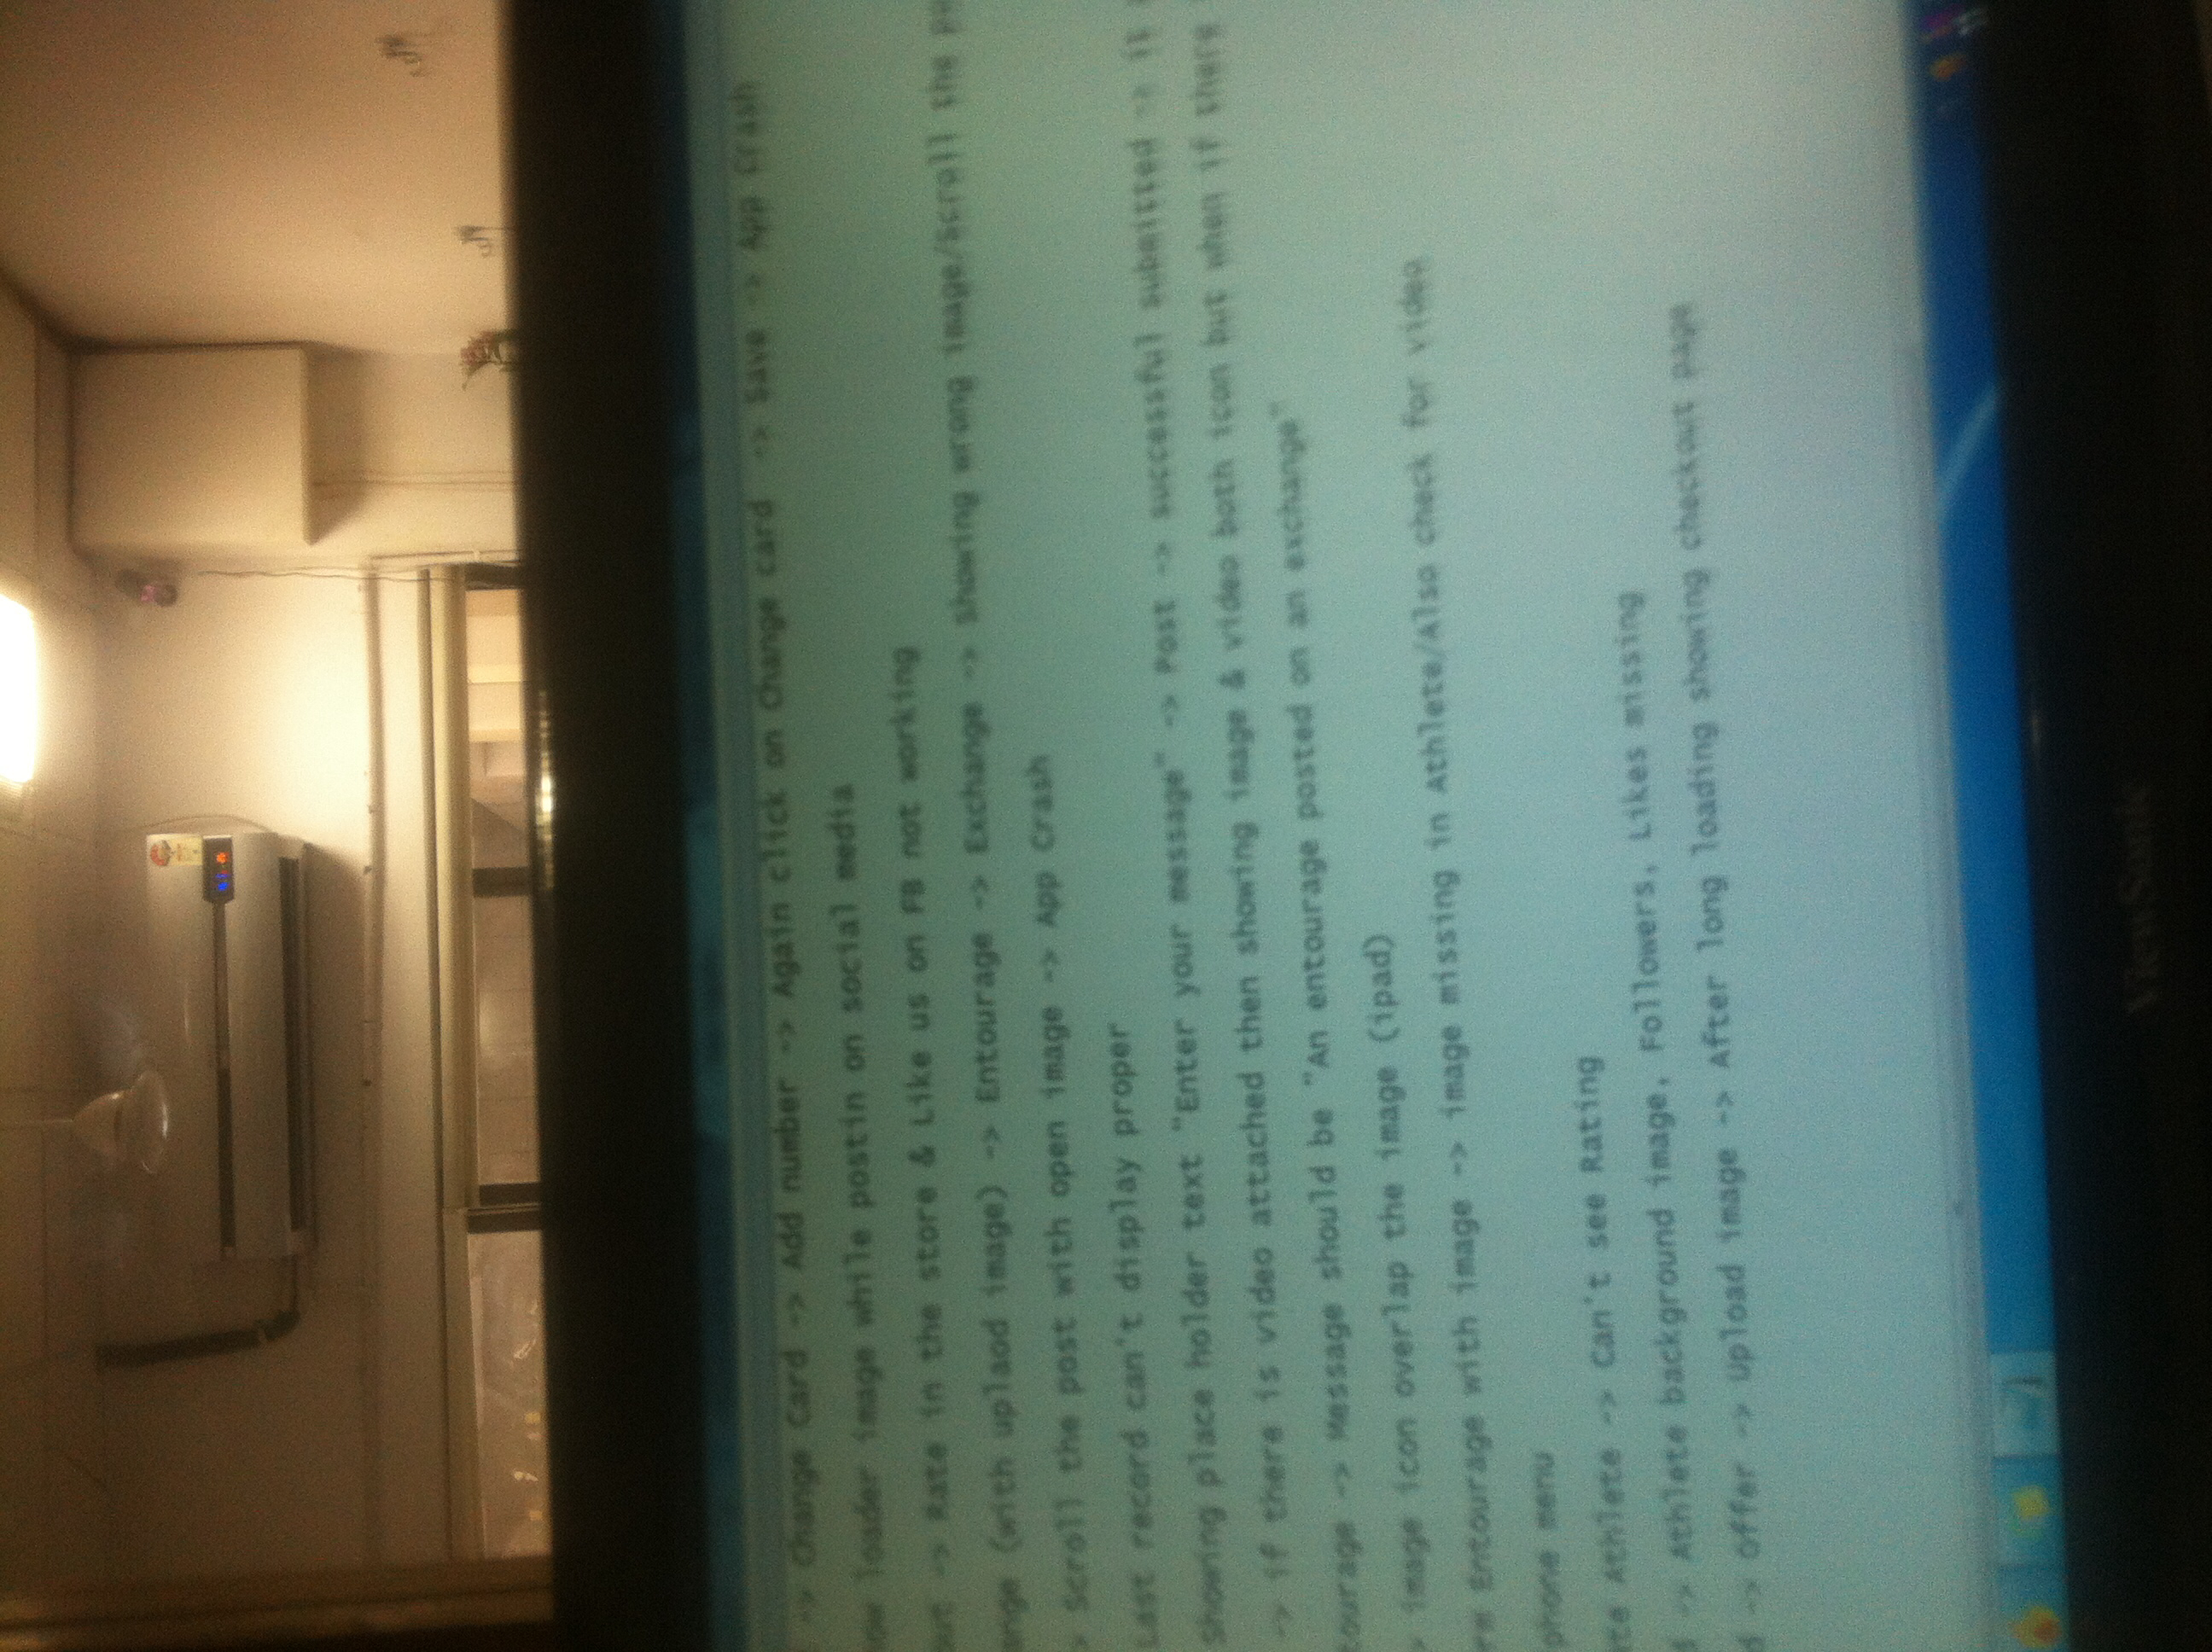 -> Change Card -> Add number -> Again click on Change card -> Save -> App Crash
loader image while postin on social media
-> Rate in the store & Like us on FB not working
(with uplaod image) -> Entourage -> Exchange -> Showing wrong image/Scroll the
> Scroll the post with open image -> App Crash
Last record can't display proper
Showing place holder text "Enter your message" -> Post -> successful submitted -> it
-> if there is video attached then showing image & video both icon but when if there
tourage -> Message should be "An entourage posted on an exchange"
> image icon overlap the image (ipad)
Entourage with image -> image missing in Athlete/Also check for video
phone menu
Athlete -> Can't see Rating
d -> Athlete background image, Followers, Likes missing
d -> Offer -> Upload image -> After long loading showing checkout page
ViewSonic